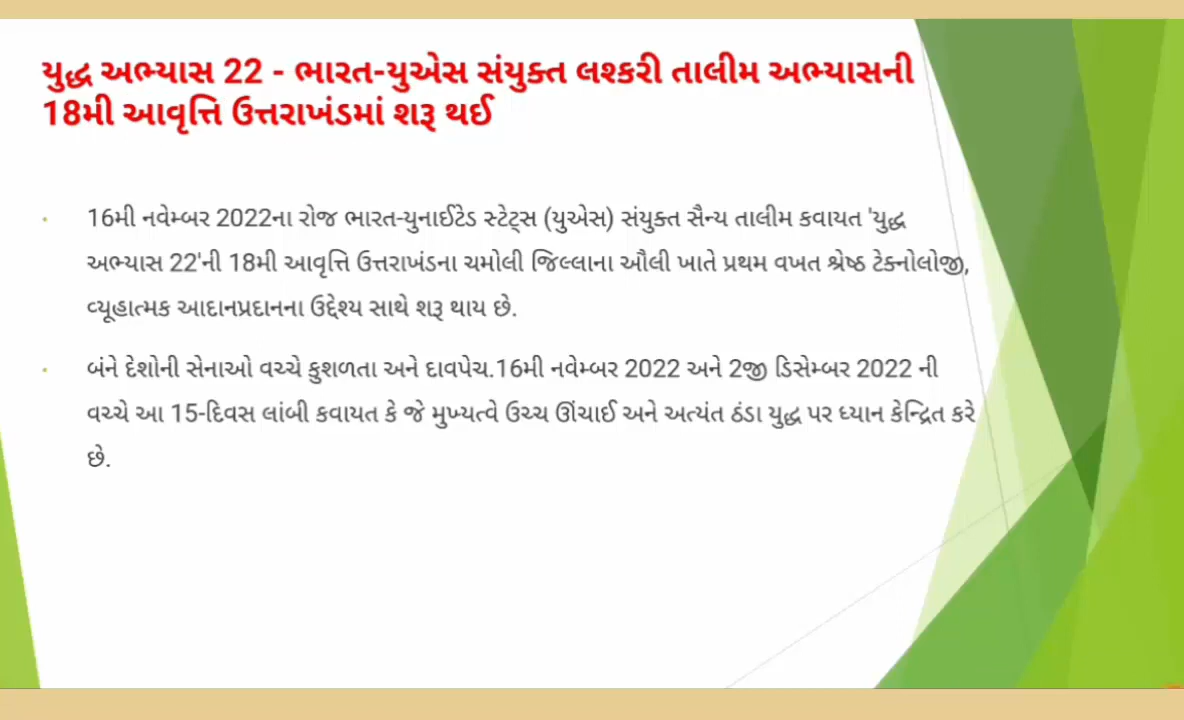 યુદ્ધ અભ્યાસ 22 - ભારત-યુએસ સંયુક્ત લશ્કરી તાલીમ અભ્યાસની
18મી આવૃત્તિ ઉત્તરાખંડમાં શરૂ થઈ
16મી નવેમ્બર 2022ના રોજ ભારત-યુનાઈટેડ સ્ટેટ્સ (યુએસ) સંયુક્ત સૈન્ય તાલીમ કવાયત 'યુદ્ધ
અભ્યાસ 22'ની 18મી આવૃત્તિ ઉત્તરાખંડના ચમોલી જિલ્લાના ઔલી ખાતે પ્રથમ વખત શ્રેષ્ઠ ટેક્નોલોજી,
વ્યૂહાત્મક આદાનપ્રદાનના ઉદ્દેશ્ય સાથે શરૂ થાય છે.
બંને દેશોની સેનાઓ વચ્ચે કુશળતા અને દાવપેચ.16મી નવેમ્બર 2022 અને 2જી ડિસેમ્બર 2022 ની
વચ્ચે આ 15-દિવસ લાંબી કવાયત કે જે મુખ્યત્વે ઉચ્ચ ઊંચાઈ અને અત્યંત ઠંડા યુદ્ધ પર ધ્યાન કેન્દ્રિત કરે
છે.